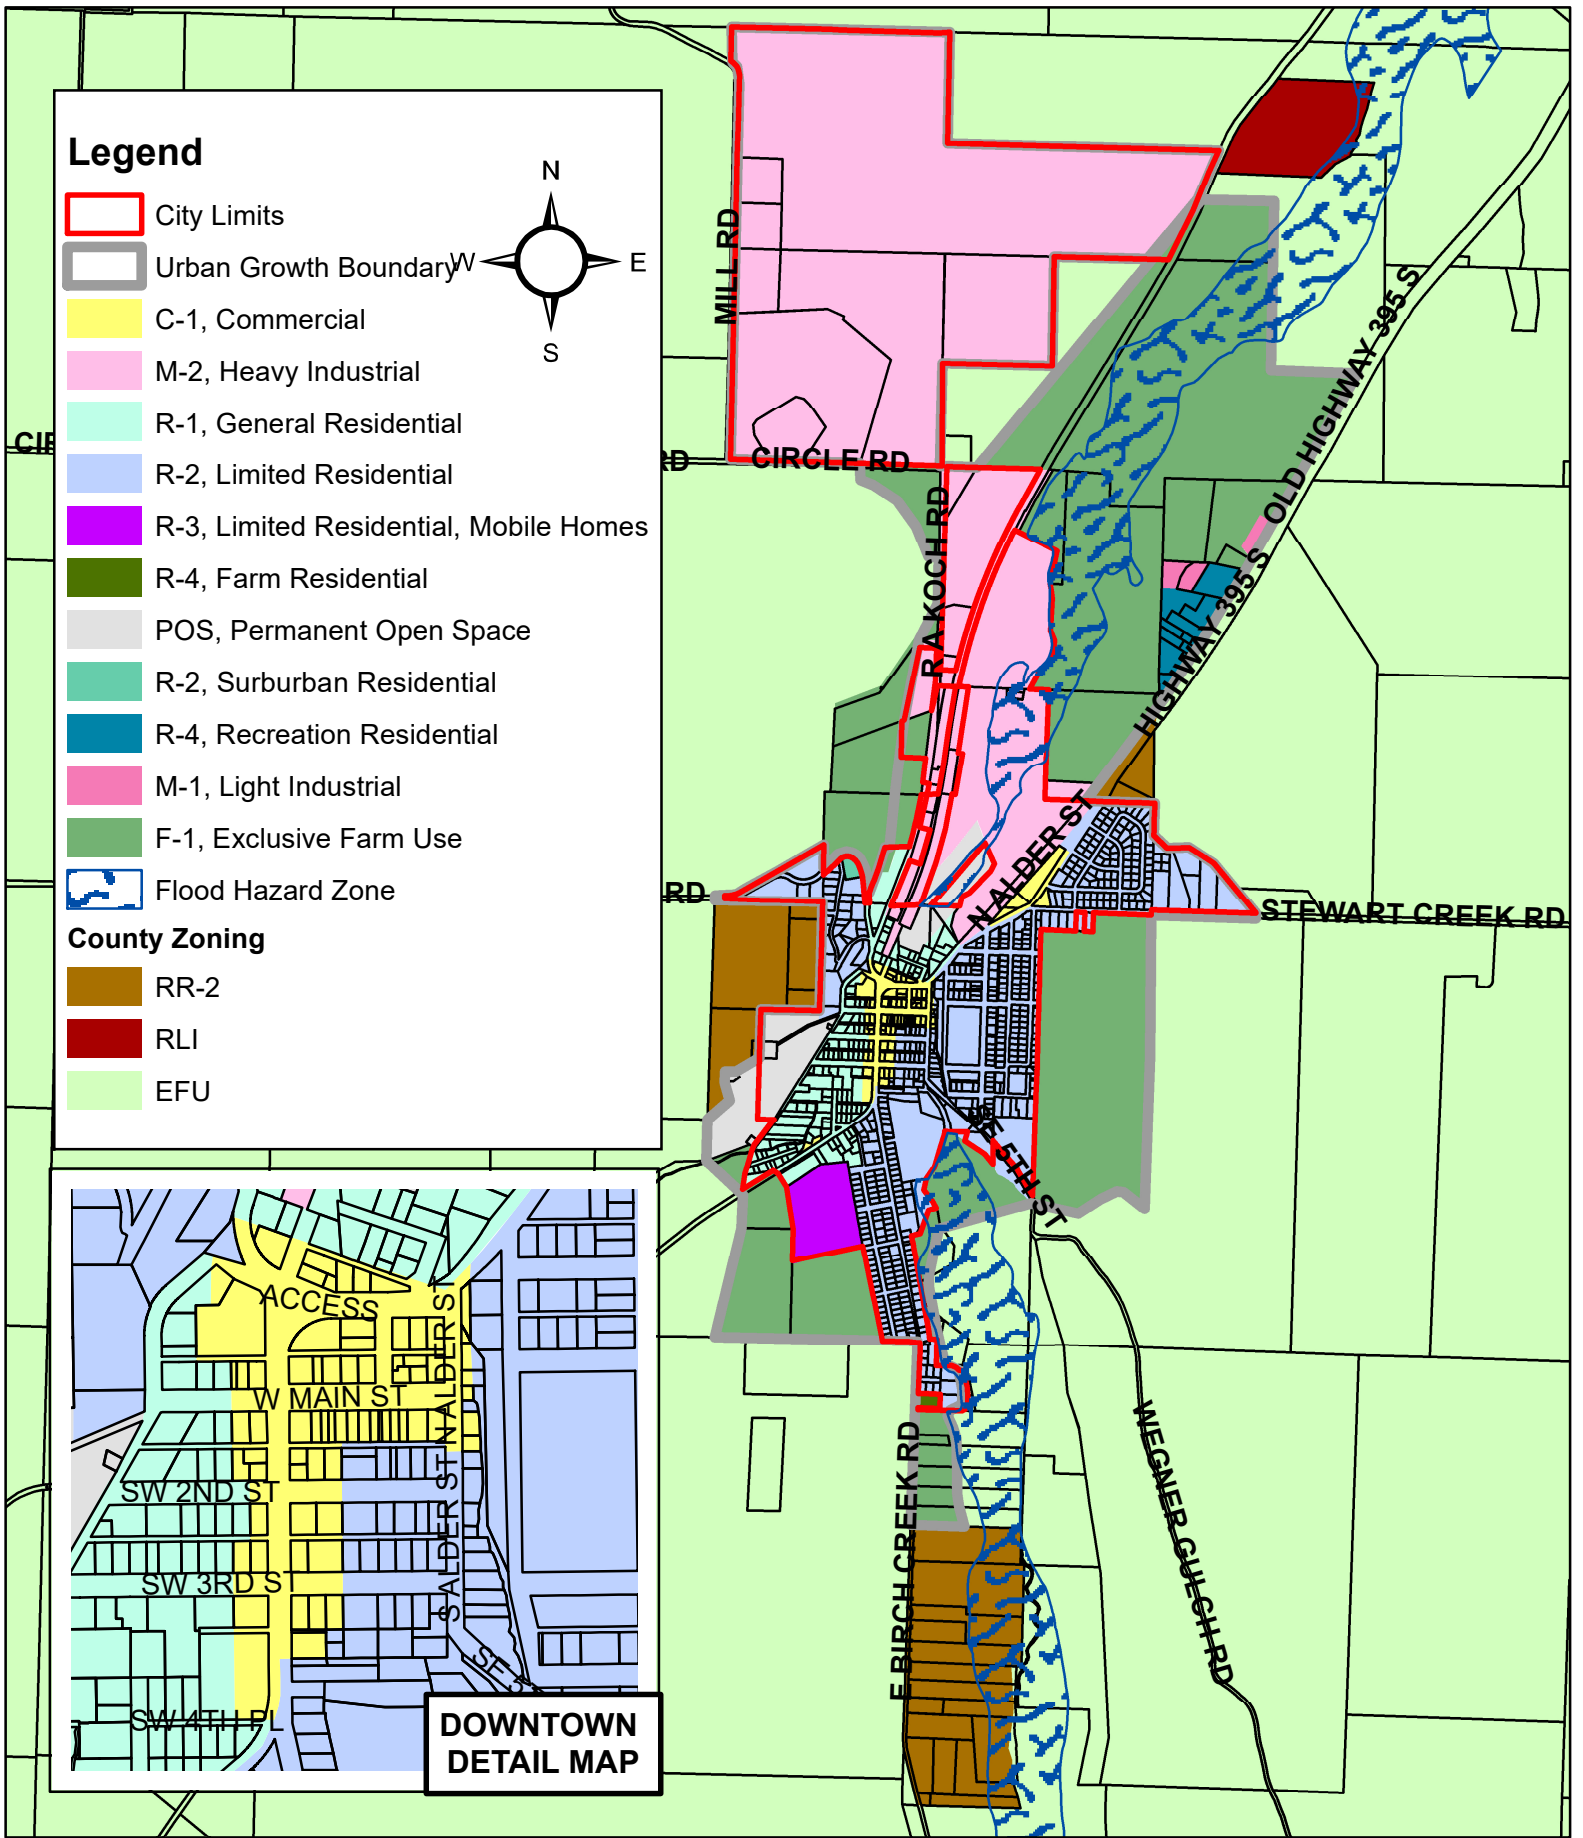 Legend
N
W
E
S
City Limits
Urban Growth Boundary
C-1, Commercial
M-2, Heavy Industrial
R-1, General Residential
R-2, Limited Residential
R-3, Limited Residential, Mobile Homes
R-4, Farm Residential
POS, Permanent Open Space
R-2, Surburban Residential
R-4, Recreation Residential
M-1, Light Industrial
F-1, Exclusive Farm Use
Flood Hazard Zone
County Zoning
RR-2
RLI
EFU
MILL RD
OLD HIGHWAY 395 S
CIR
RD
CIRCLE RD
R A KOCH RD
HIGHWAY 395 S
N ALDER ST
RD
STEWART CREEK RD
SE 5TH ST
E BIRCH CREEK RD
WEGNER GULCH RD
ACCESS
N ALDER ST
W MAIN ST
SW 2ND ST
S ALDER ST
SW 3RD ST
SE 5
SW 4TH PL
DOWNTOWN
DETAIL MAP